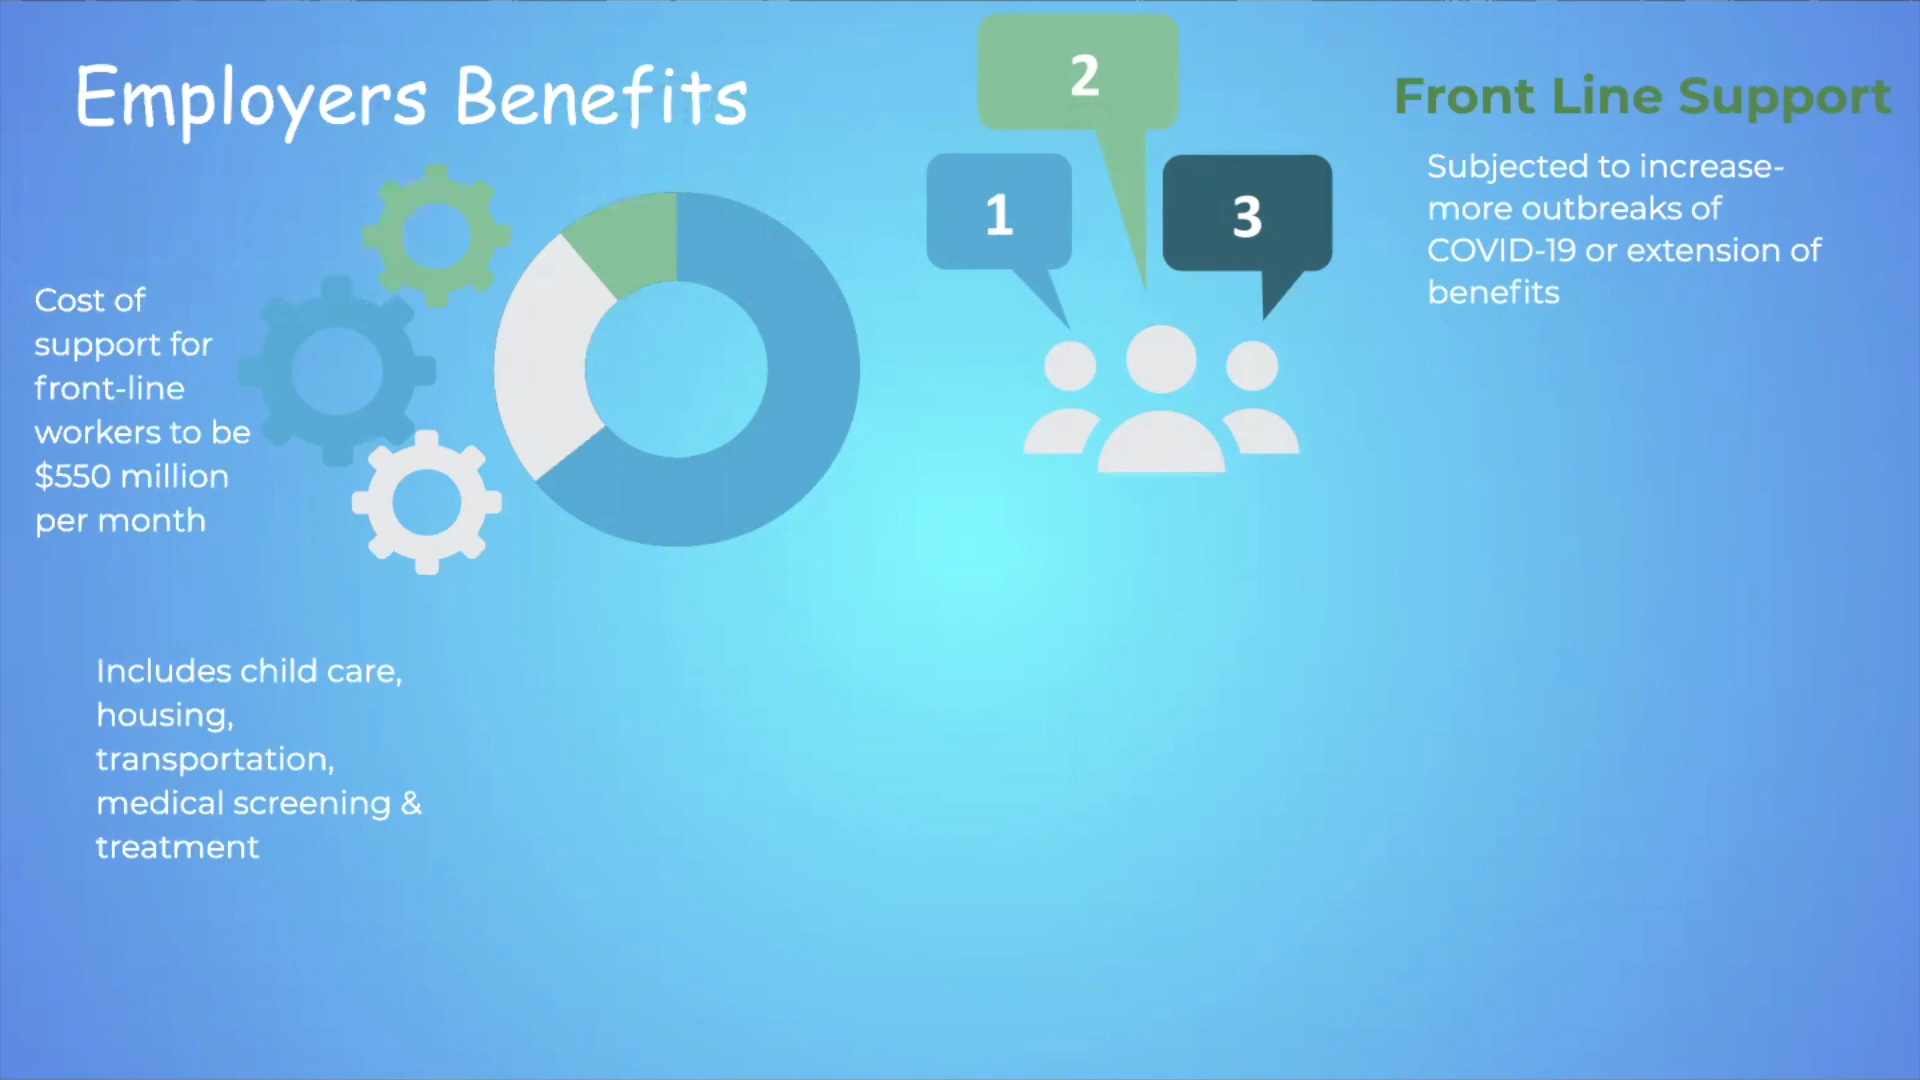 Employers Benefits
Cost of
support for
front-line
workers to be
$550 million
per month
Includes child care,
housing,
transportation,
medical screening &
treatment
2
1
3
Front Line Support
Subjected to increase-
more outbreaks of
COVID-19 or extension of
benefits